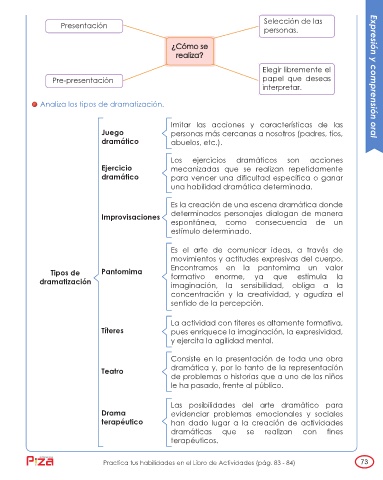 Presentación
Selección de las
personas.
¿Cómo se
realiza?
Pre-presentación
Elegir libremente el
papel que deseas
interpretar.
Expresión y comprensión oral
Analiza los tipos de dramatización.
Tipos de
dramatización
Juego
dramático
Imitar las acciones y características de las
personas más cercanas a nosotros (padres, tíos,
abuelos, etc.).
Ejercicio
dramático
Los ejercicios dramáticos son acciones
mecanizadas que se realizan repetidamente
para vencer una dificultad específica o ganar
una habilidad dramática determinada.
Improvisaciones
Es la creación de una escena dramática donde
determinados personajes dialogan de manera
espontánea, como consecuencia de un
estímulo determinado.
Pantomima
Es el arte de comunicar ideas, a través de
movimientos y actitudes expresivas del cuerpo.
Encontramos en la pantomima un valor
formativo enorme, ya que estimula la
imaginación, la sensibilidad, obliga a la
concentración y la creatividad, y agudiza el
sentido de la percepción.
Títeres
La actividad con títeres es altamente formativa,
pues enriquece la imaginación, la expresividad,
y ejercita la agilidad mental.
Teatro
Consiste en la presentación de toda una obra
dramática y, por lo tanto de la representación
de problemas o historias que a uno de los niños
le ha pasado, frente al público.
Drama
terapéutico
Las posibilidades del arte dramático para
evidenciar problemas emocionales y sociales
han dado lugar a la creación de actividades
dramáticas que se realizan con fines
terapéuticos.
Practica tus habilidades en el Libro de Actividades (pág. 83 - 84)
73